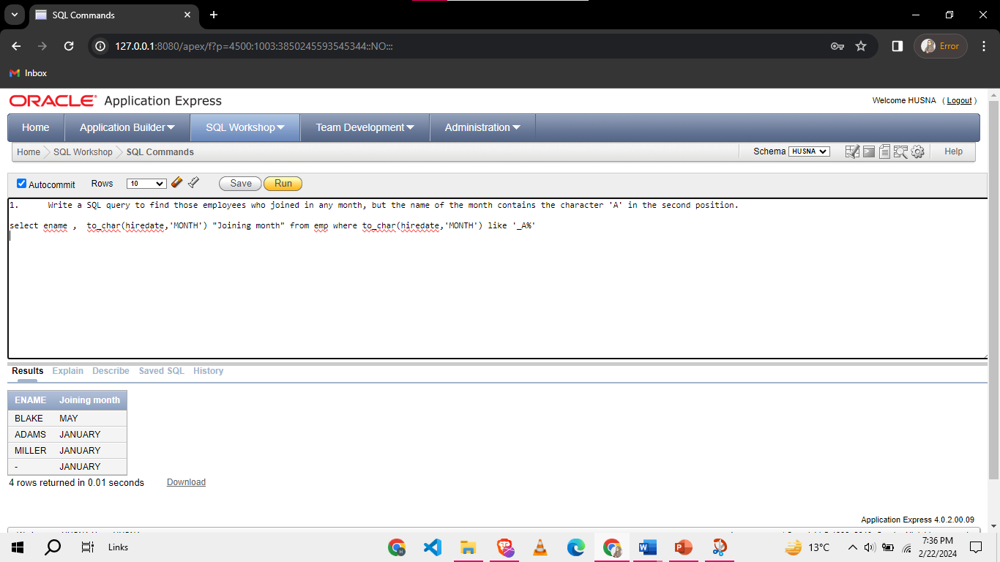 SQL Commands
127.0.0.1:8080/apex/f?p=4500:1003:3850245593545344::NO:::
Error
Inbox
ORACLE Application Express
Welcome HUSNA ( Logout )
Home Application Builder SQL Workshop Team Development Administration
Home SQL Workshop SQL Commands Schema HUSNA Help
Autocommit Rows 10 Save Run
1. Write a SQL query to find those employees who joined in any month, but the name of the month contains the character 'A' in the second position.
select ename , to_char(hiredate,'MONTH') "Joining month" from emp where to_char(hiredate,'MONTH') like '_A%'
Results Explain Describe Saved SQL History
ENAME Joining month
BLAKE MAY
ADAMS JANUARY
MILLER JANUARY
- JANUARY
4 rows returned in 0.01 seconds Download
Application Express 4.0.2.00.09
Links 13°C 7:36 PM
2/22/2024